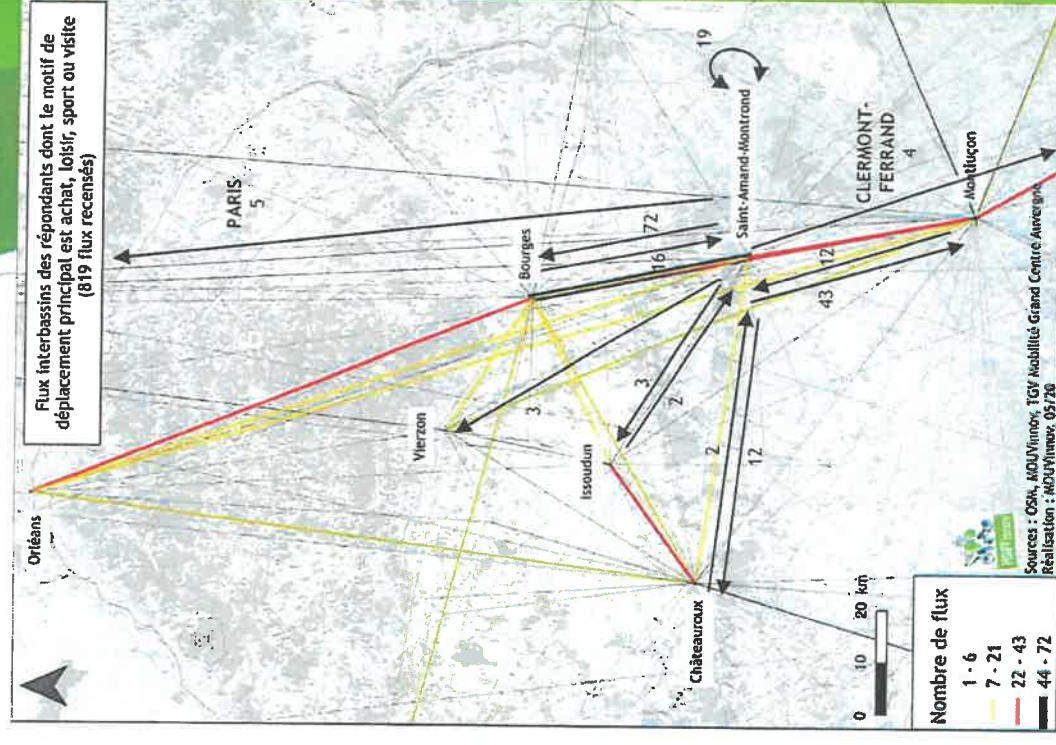 Flux interbassins des répondants dont le motif de
déplacement principal est achat, loisir, sport ou visite
(819 flux recensés)
Orléans
PARIS
5
Bourges
72
16
19
Saint-Amand-Montrond
Vierzon
3
Issoudun
3
2
CLERMONT-
FERRAND
4
12
43
Montluçon
2
12
Châteauroux
0 10 20 km
Nombre de flux
1 - 6
7 - 21
22 - 43
44 - 72
Sources : OSM, MOUVinnov, TGV Mobilité Grand Centre Auvergne
Réalisation : MOUVinnov, 05/20